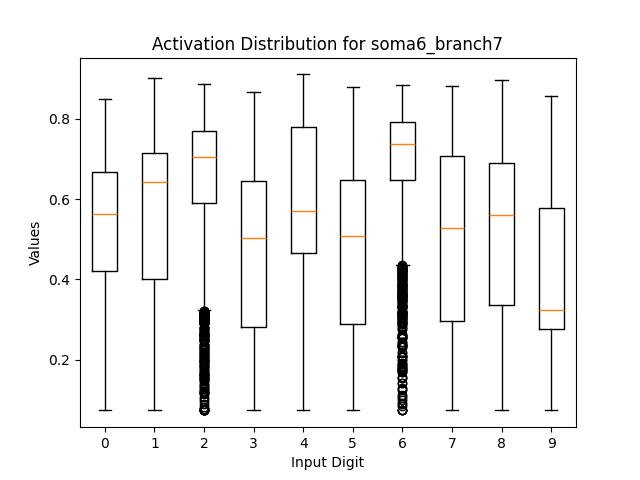 Activation Distribution for soma6_branch7
Values
0.8
0.6
0.4
0.2
0 1 2 3 4 5 6 7 8 9
Input Digit